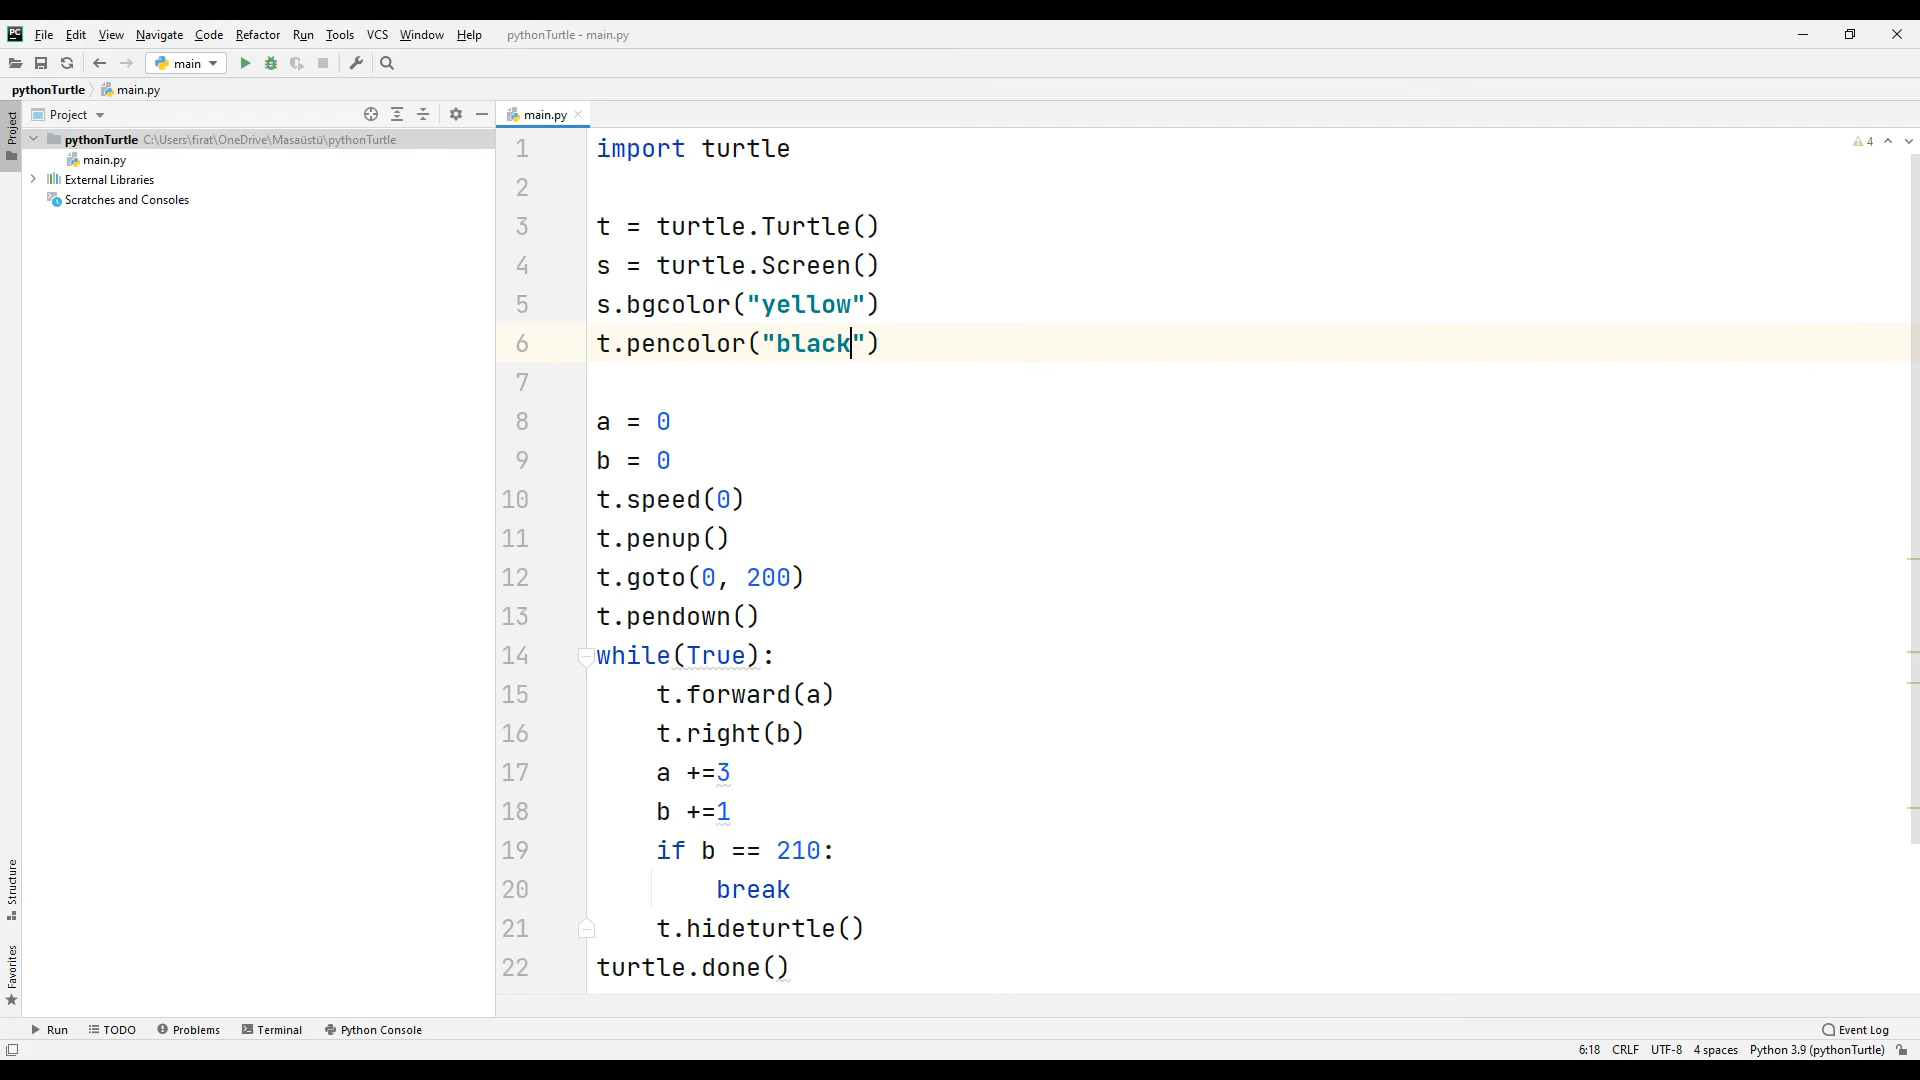 PC File Edit View Navigate Code Refactor Run Tools VCS Window Help pythonTurtle - main.py
main
pythonTurtle main.py
Project
Project
main.py
pythonTurtle C:\Users\firat\OneDrive\Masaüstü\pythonTurtle
main.py
External Libraries
Scratches and Consoles
4
1 import turtle
2
3 t = turtle.Turtle()
4 s = turtle.Screen()
5 s.bgcolor("yellow")
6 t.pencolor("black")
7
8 a = 0
9 b = 0
10 t.speed(0)
11 t.penup()
12 t.goto(0, 200)
13 t.pendown()
14 while(True):
15 t.forward(a)
16 t.right(b)
17 a +=3
18 b +=1
19 if b == 210:
20 break
21 t.hideturtle()
22 turtle.done()
Structure
Favorites
Run TODO Problems Terminal Python Console Event Log
6:18 CRLF UTF-8 4 spaces Python 3.9 (pythonTurtle)